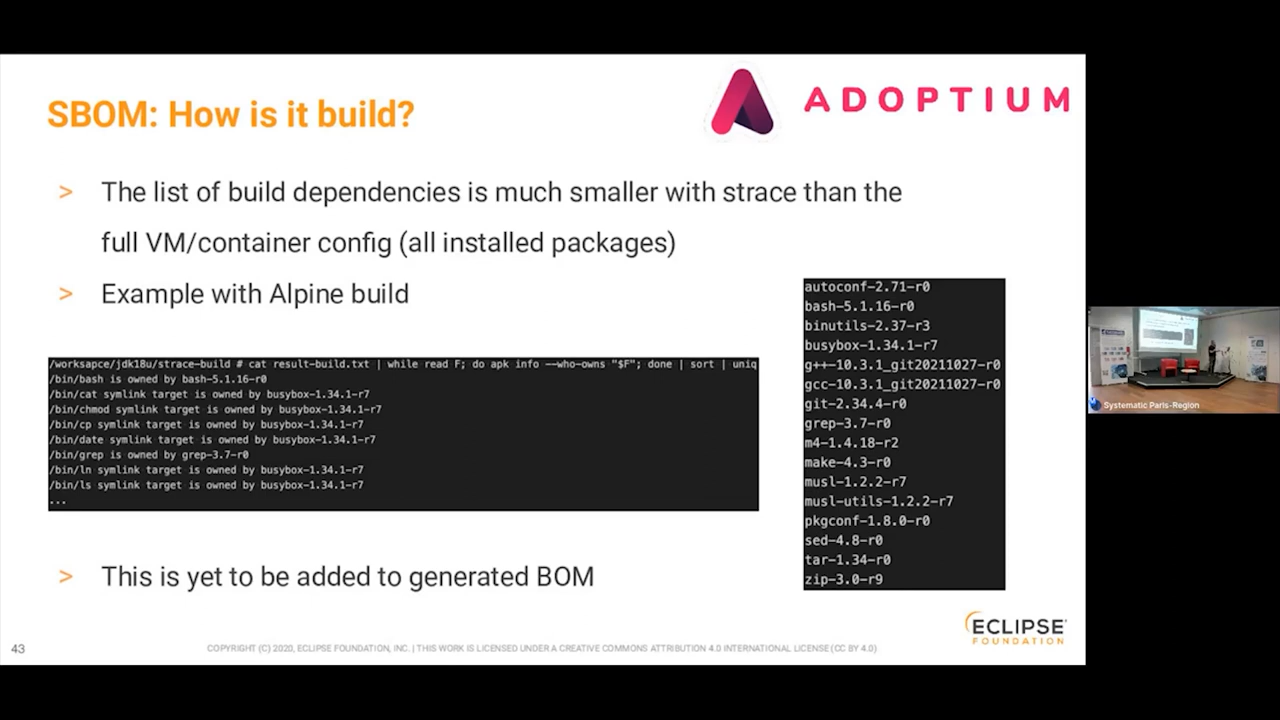 SBOM: How is it build?
ADOPTIUM
> The list of build dependencies is much smaller with strace than the
full VM/container config (all installed packages)
> Example with Alpine build
/worksapce/jdk18u/strace-build # cat result-build.txt | while read F; do apk info --who-owns "$F"; done | sort | uniq
/bin/bash is owned by bash-5.1.16-r0
/bin/cat symlink target is owned by busybox-1.34.1-r7
/bin/chmod symlink target is owned by busybox-1.34.1-r7
/bin/cp symlink target is owned by busybox-1.34.1-r7
/bin/date symlink target is owned by busybox-1.34.1-r7
/bin/grep is owned by grep-3.7-r0
/bin/ln symlink target is owned by busybox-1.34.1-r7
/bin/ls symlink target is owned by busybox-1.34.1-r7
...
autoconf-2.71-r0
bash-5.1.16-r0
binutils-2.37-r3
busybox-1.34.1-r7
g++-10.3.1_git20211027-r0
gcc-10.3.1_git20211027-r0
git-2.34.4-r0
grep-3.7-r0
m4-1.4.18-r2
make-4.3-r0
musl-1.2.2-r7
musl-utils-1.2.2-r7
pkgconf-1.8.0-r0
sed-4.8-r0
tar-1.34-r0
zip-3.0-r9
> This is yet to be added to generated BOM
ECLIPSE
FOUNDATION
43
COPYRIGHT (C) 2020, ECLIPSE FOUNDATION, INC. | THIS WORK IS LICENSED UNDER A CREATIVE COMMONS ATTRIBUTION 4.0 INTERNATIONAL LICENSE (CC BY 4.0)
Systematic Paris-Region